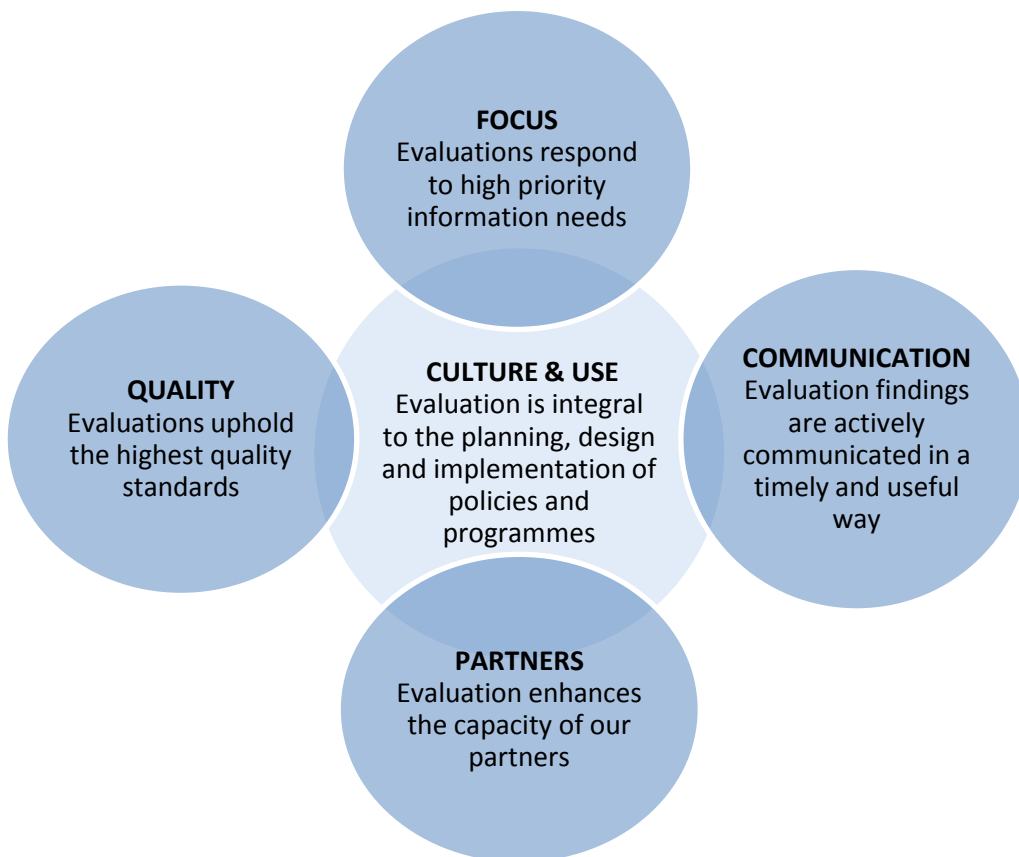 FOCUS
Evaluations respond
to high priority
information needs
QUALITY
Evaluations uphold
the highest quality
standards
CULTURE & USE
Evaluation is integral
to the planning, design
and implementation of
policies and
programmes
COMMUNICATION
Evaluation findings
are actively
communicated in a
timely and useful
way
PARTNERS
Evaluation enhances
the capacity of our
partners